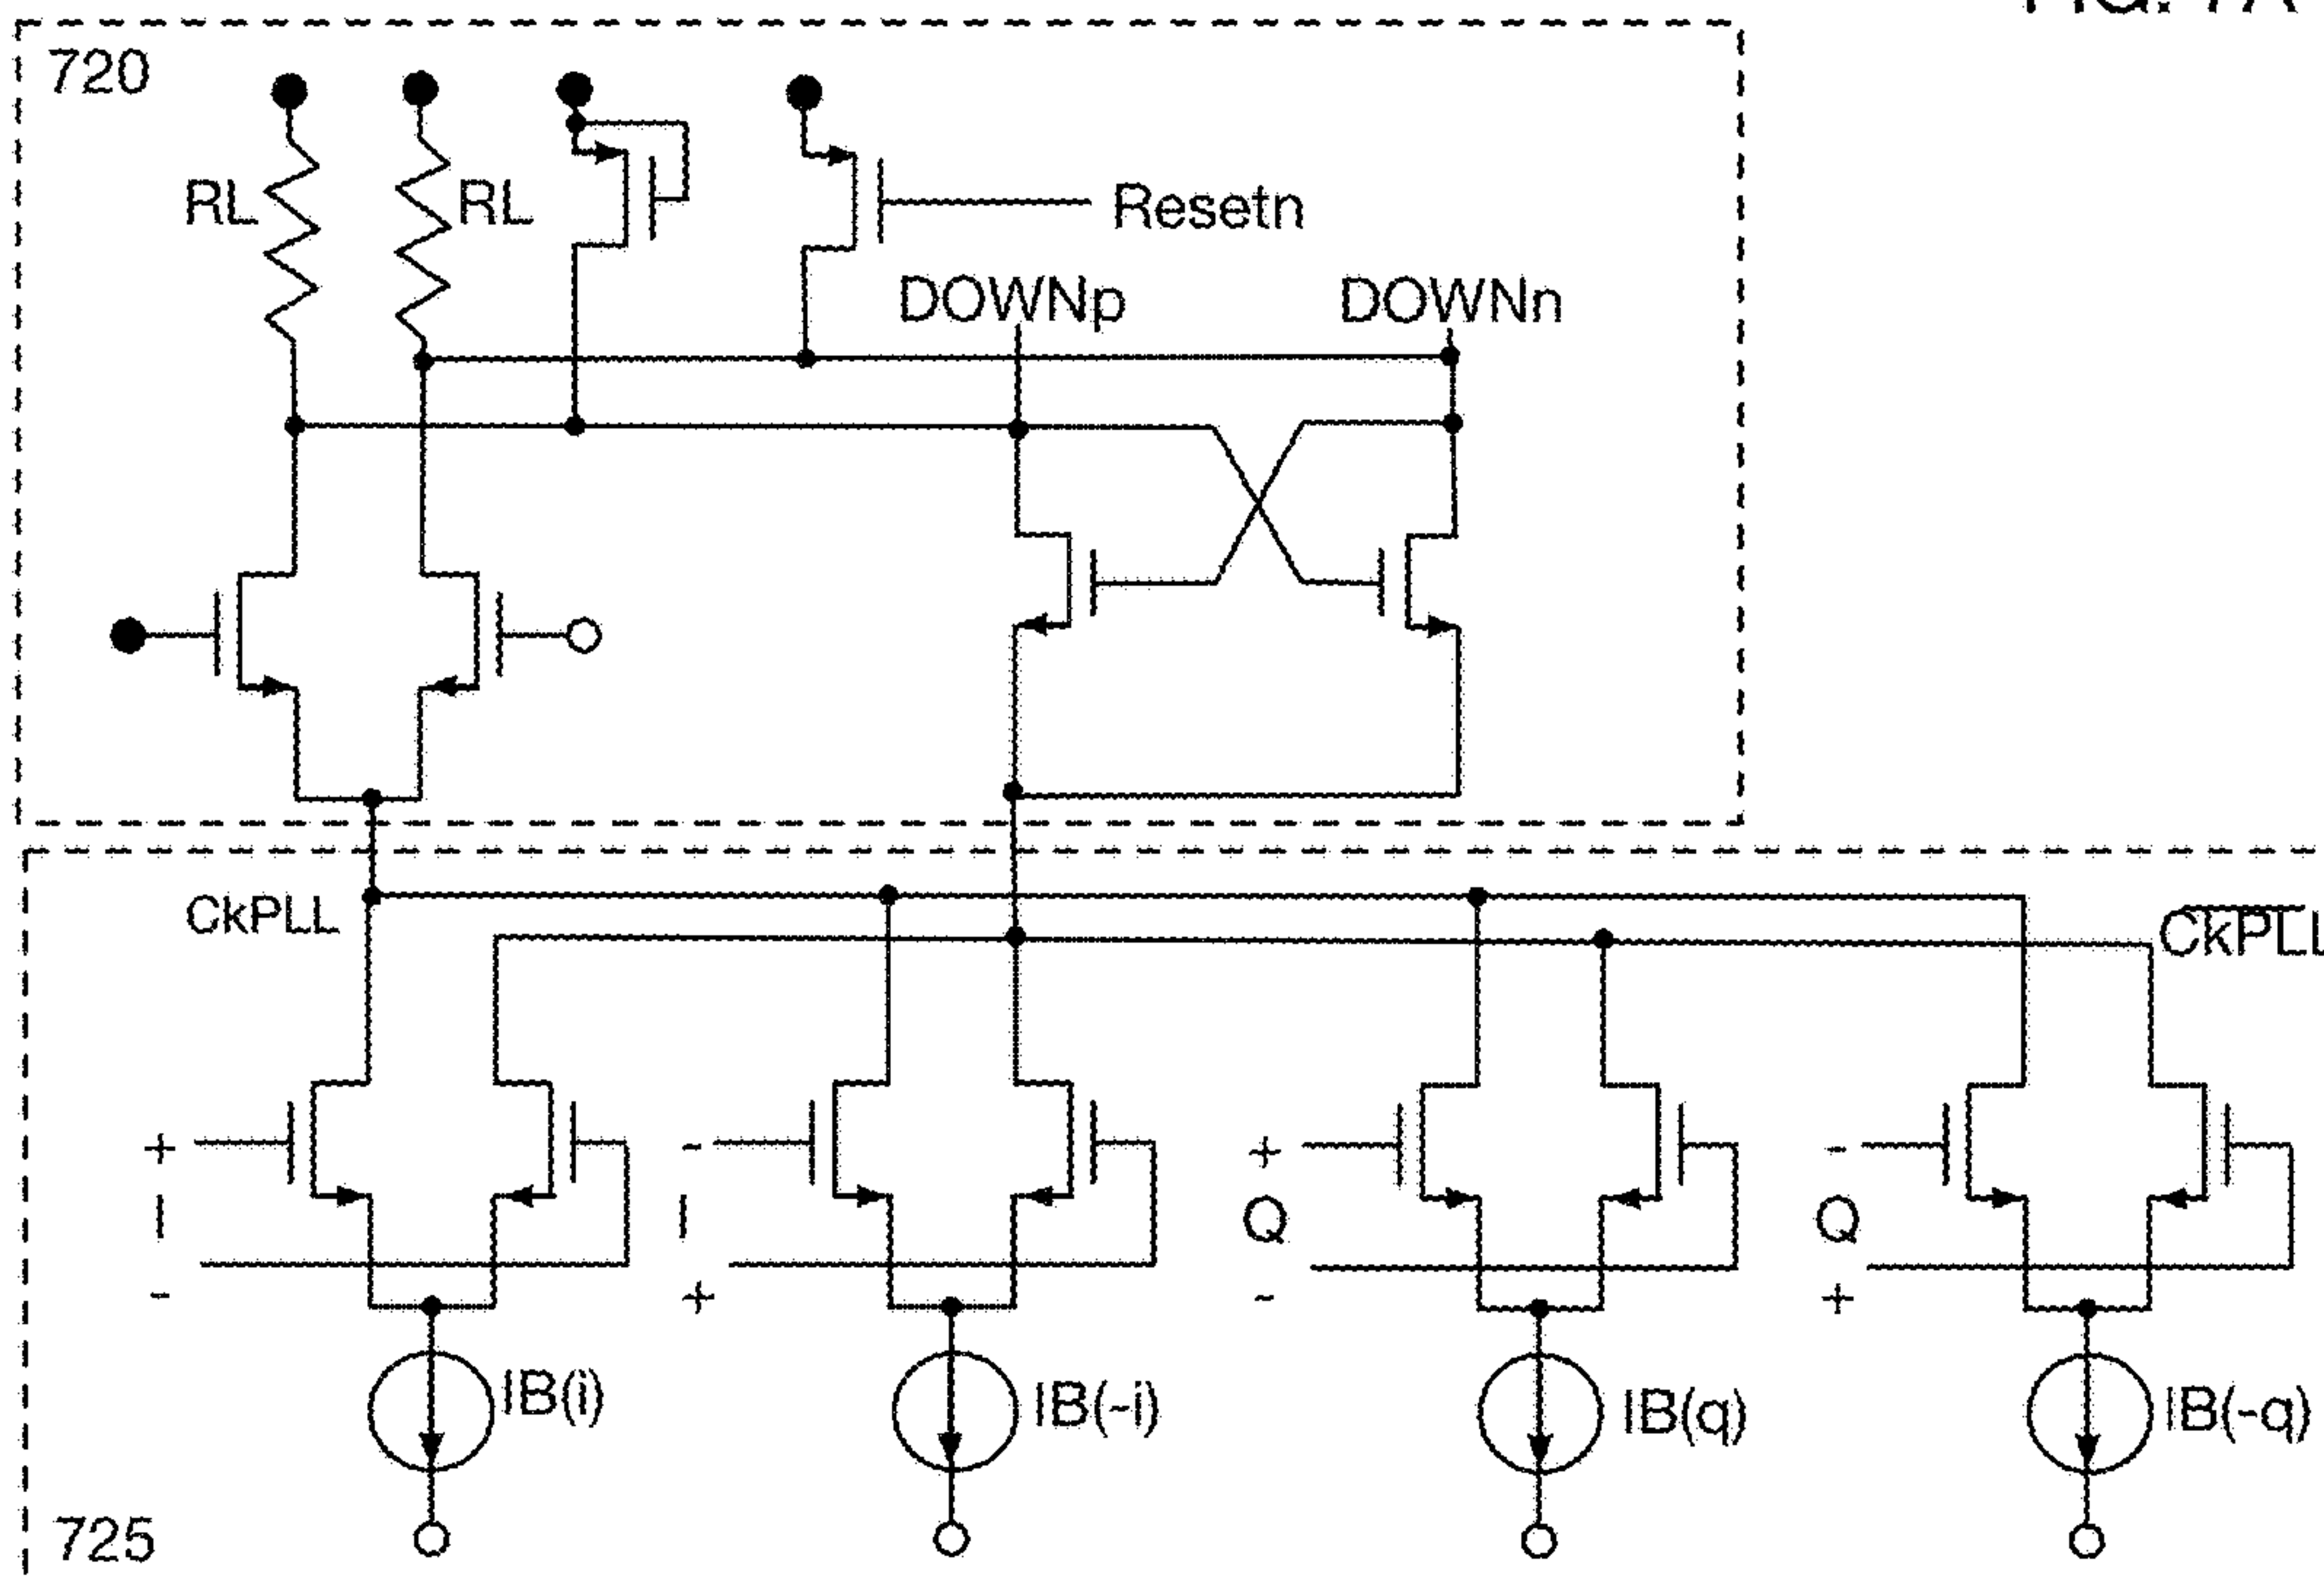 720
RL
RL
Resetn
DOWNp
DOWNn
CkPLL
CkPLL
+
I
-
-
I
+
+
Q
-
-
Q
+
IB(i)
IB(-i)
IB(q)
IB(-q)
725